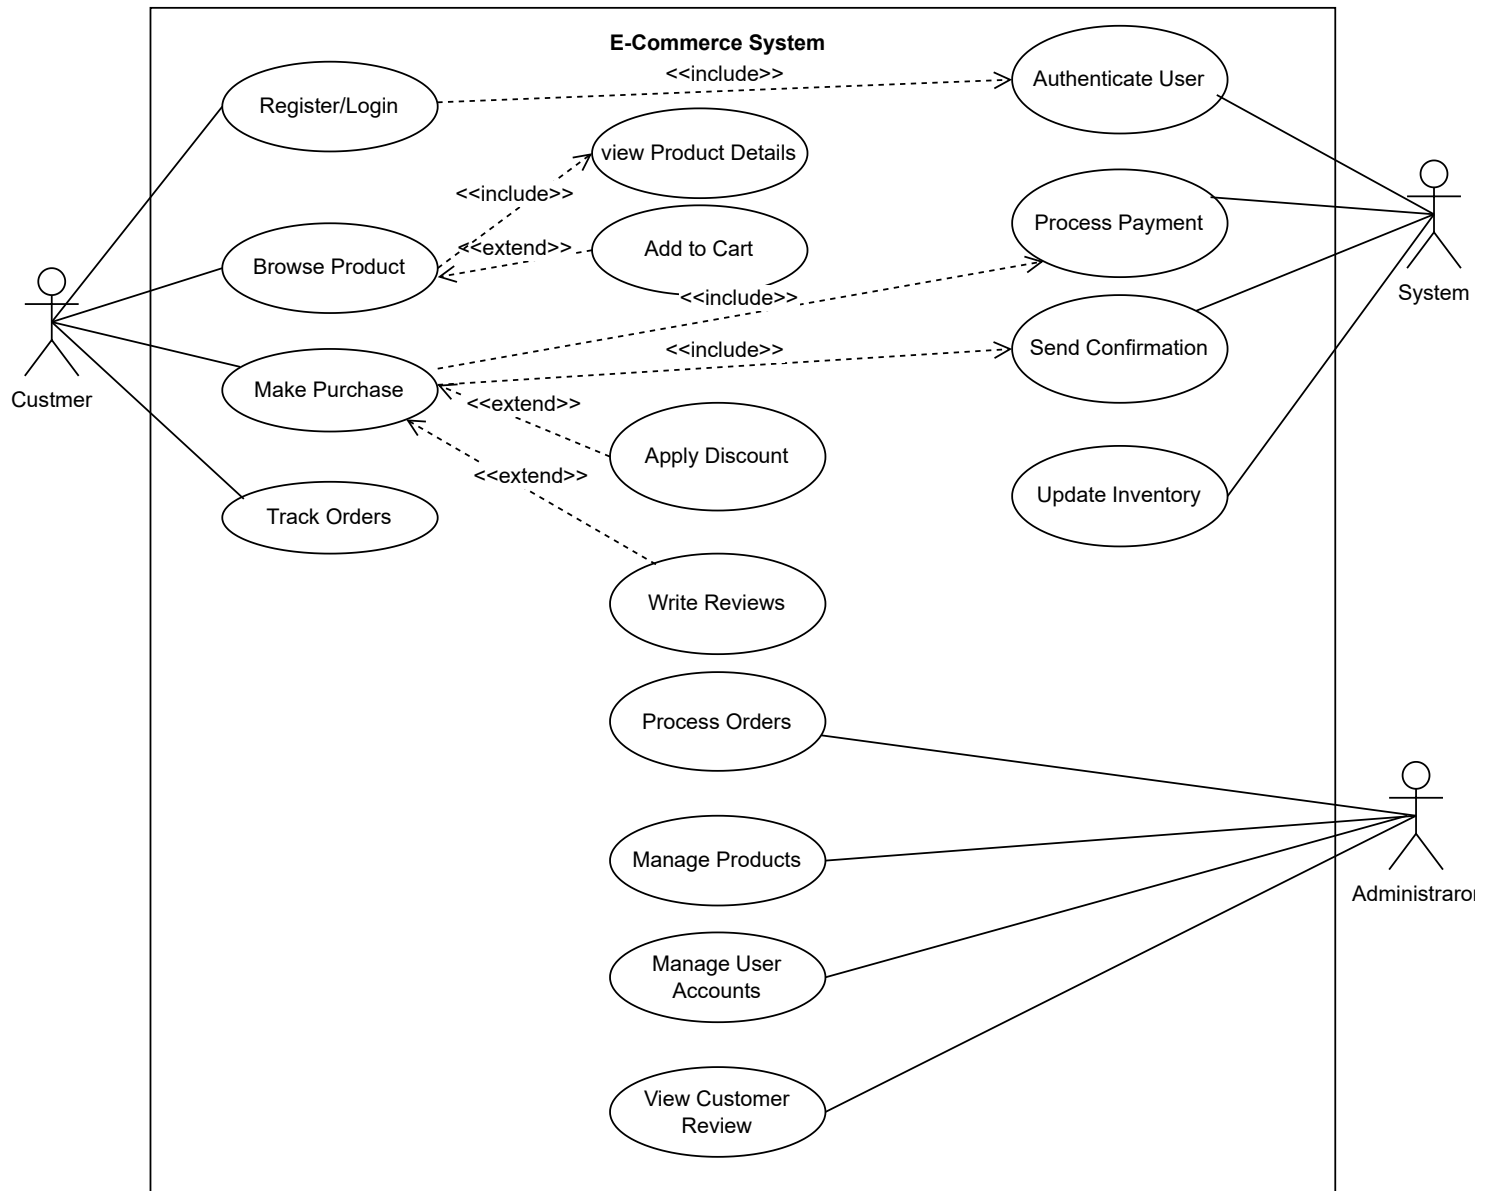 E-Commerce System
<<include>>
Authenticate User
Register/Login
view Product Details
<<include>>
Process Payment
<<extend>>
Add to Cart
Browse Product
System
<<include>>
<<include>>
Send Confirmation
Make Purchase
Custmer
<<extend>>
Apply Discount
<<extend>>
Update Inventory
Track Orders
Write Reviews
Process Orders
Manage Products
Administraror
Manage User
Accounts
View Customer
Review